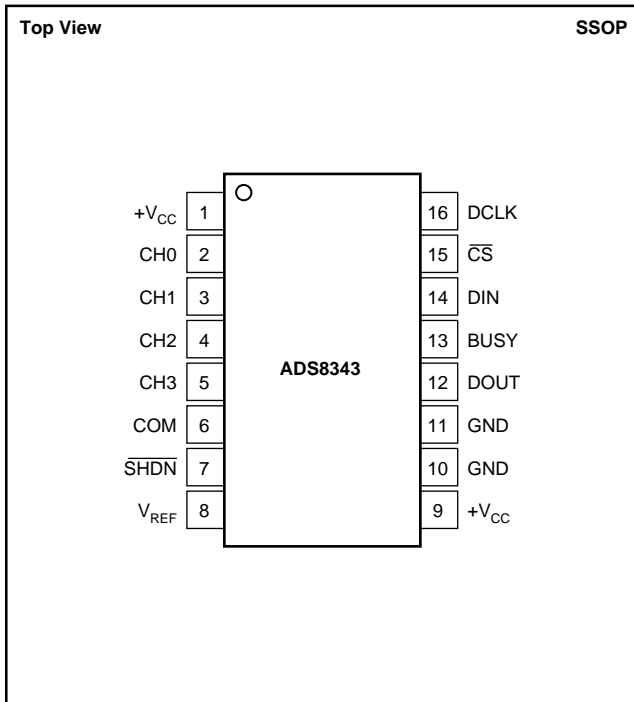 Top View SSOP
+VCC 1 16 DCLK
CH0 2 15 CS
CH1 3 14 DIN
CH2 4 13 BUSY
CH3 5 ADS8343 12 DOUT
COM 6 11 GND
SHDN 7 10 GND
VREF 8 9 +VCC